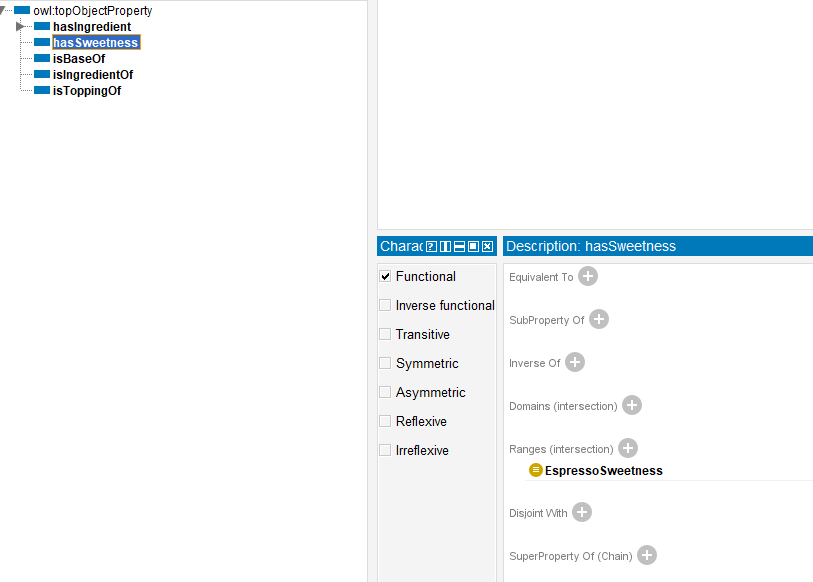 owl:topObjectProperty
hasIngredient
hasSweetness
isBaseOf
isIngredientOf
isToppingOf
Charac
Functional
Inverse functional
Transitive
Symmetric
Asymmetric
Reflexive
Irreflexive
Description: hasSweetness
Equivalent To
SubProperty Of
Inverse Of
Domains (intersection)
Ranges (intersection)
EspressoSweetness
Disjoint With
SuperProperty Of (Chain)